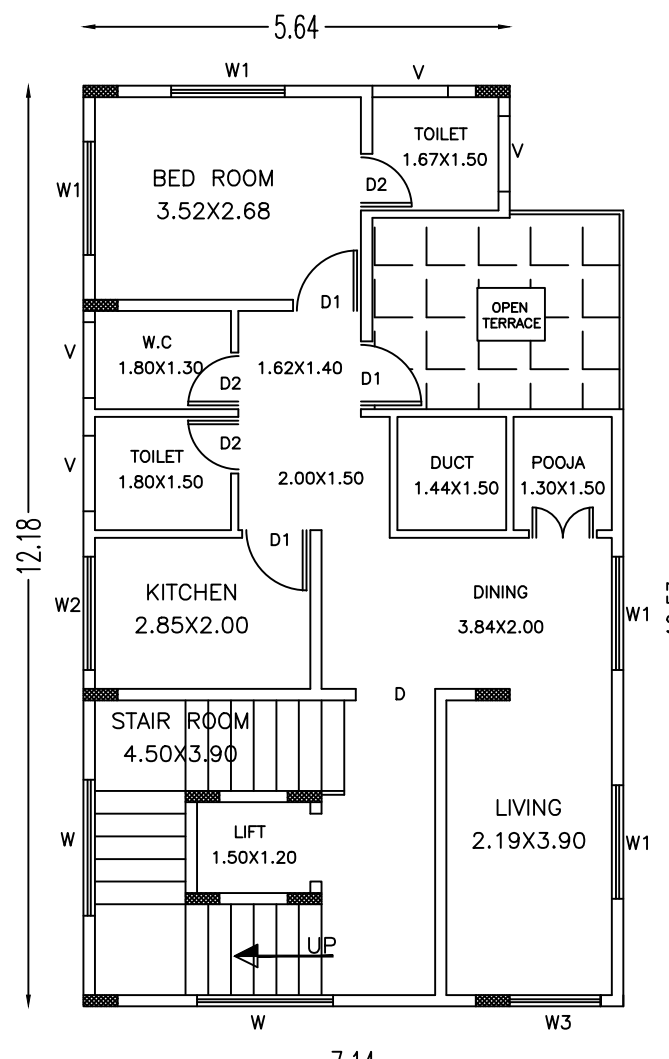 5.64
W1
V
TOILET
1.67X1.50
V
W1
BED ROOM
3.52X2.68
D2
D1
OPEN
TERRACE
W.C
1.80X1.30
V
D2
1.62X1.40
D1
TOILET
1.80X1.50
V
D2
2.00X1.50
DUCT
1.44X1.50
POOJA
1.30X1.50
12.18
D1
KITCHEN
2.85X2.00
W2
DINING
3.84X2.00
W1
D
STAIR ROOM
4.50X3.90
LIFT
1.50X1.20
W
LIVING
2.19X3.90
W1
UP
W
W3
7.14